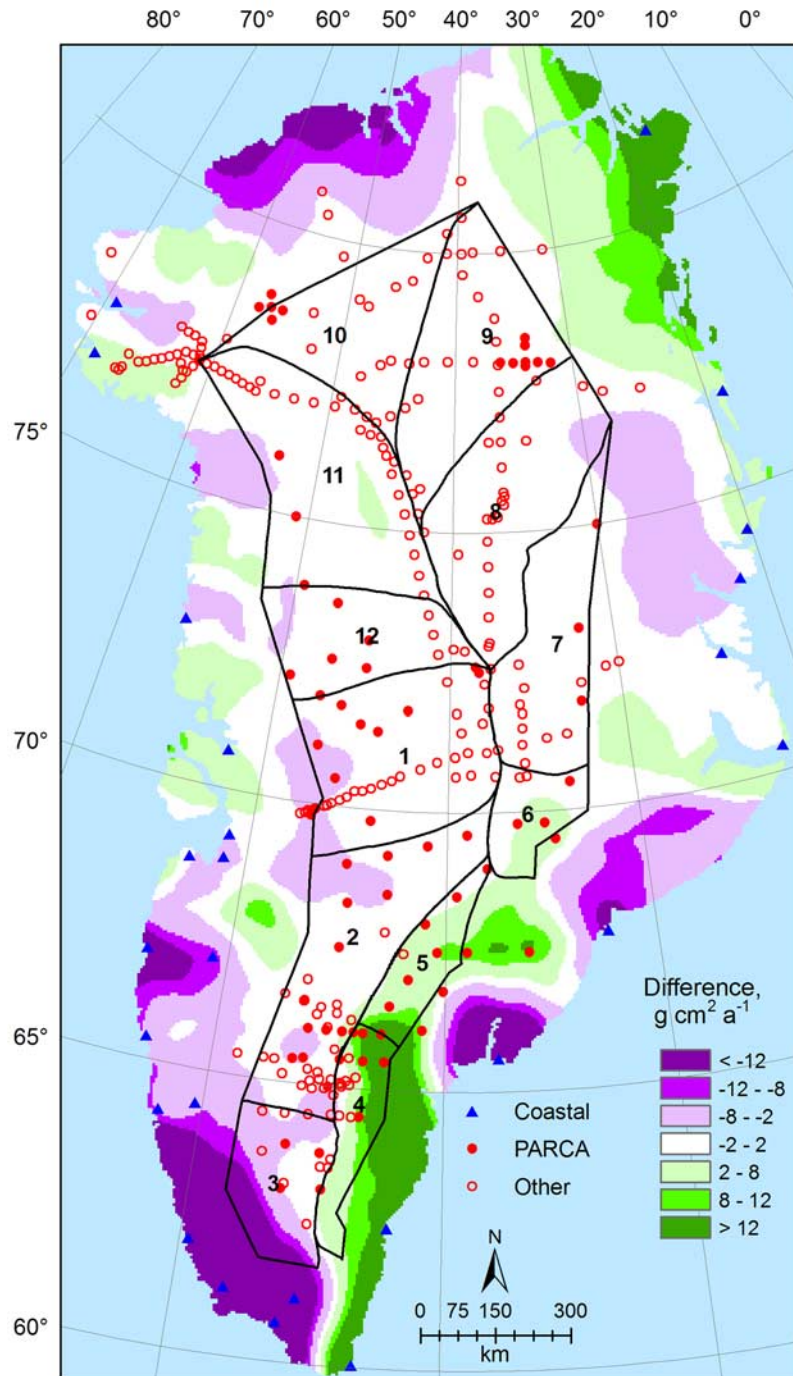 80° 70° 60° 50° 40° 30° 20° 10° 0°
10
9
75°
11
8
12
7
70°
1
6
2
5
Difference,
g cm² a⁻¹
< -12
-12 - -8
-8 - -2
-2 - 2
2 - 8
8 - 12
> 12
65°
4
Coastal
PARCA
Other
3
N
0 75 150 300
km
60°